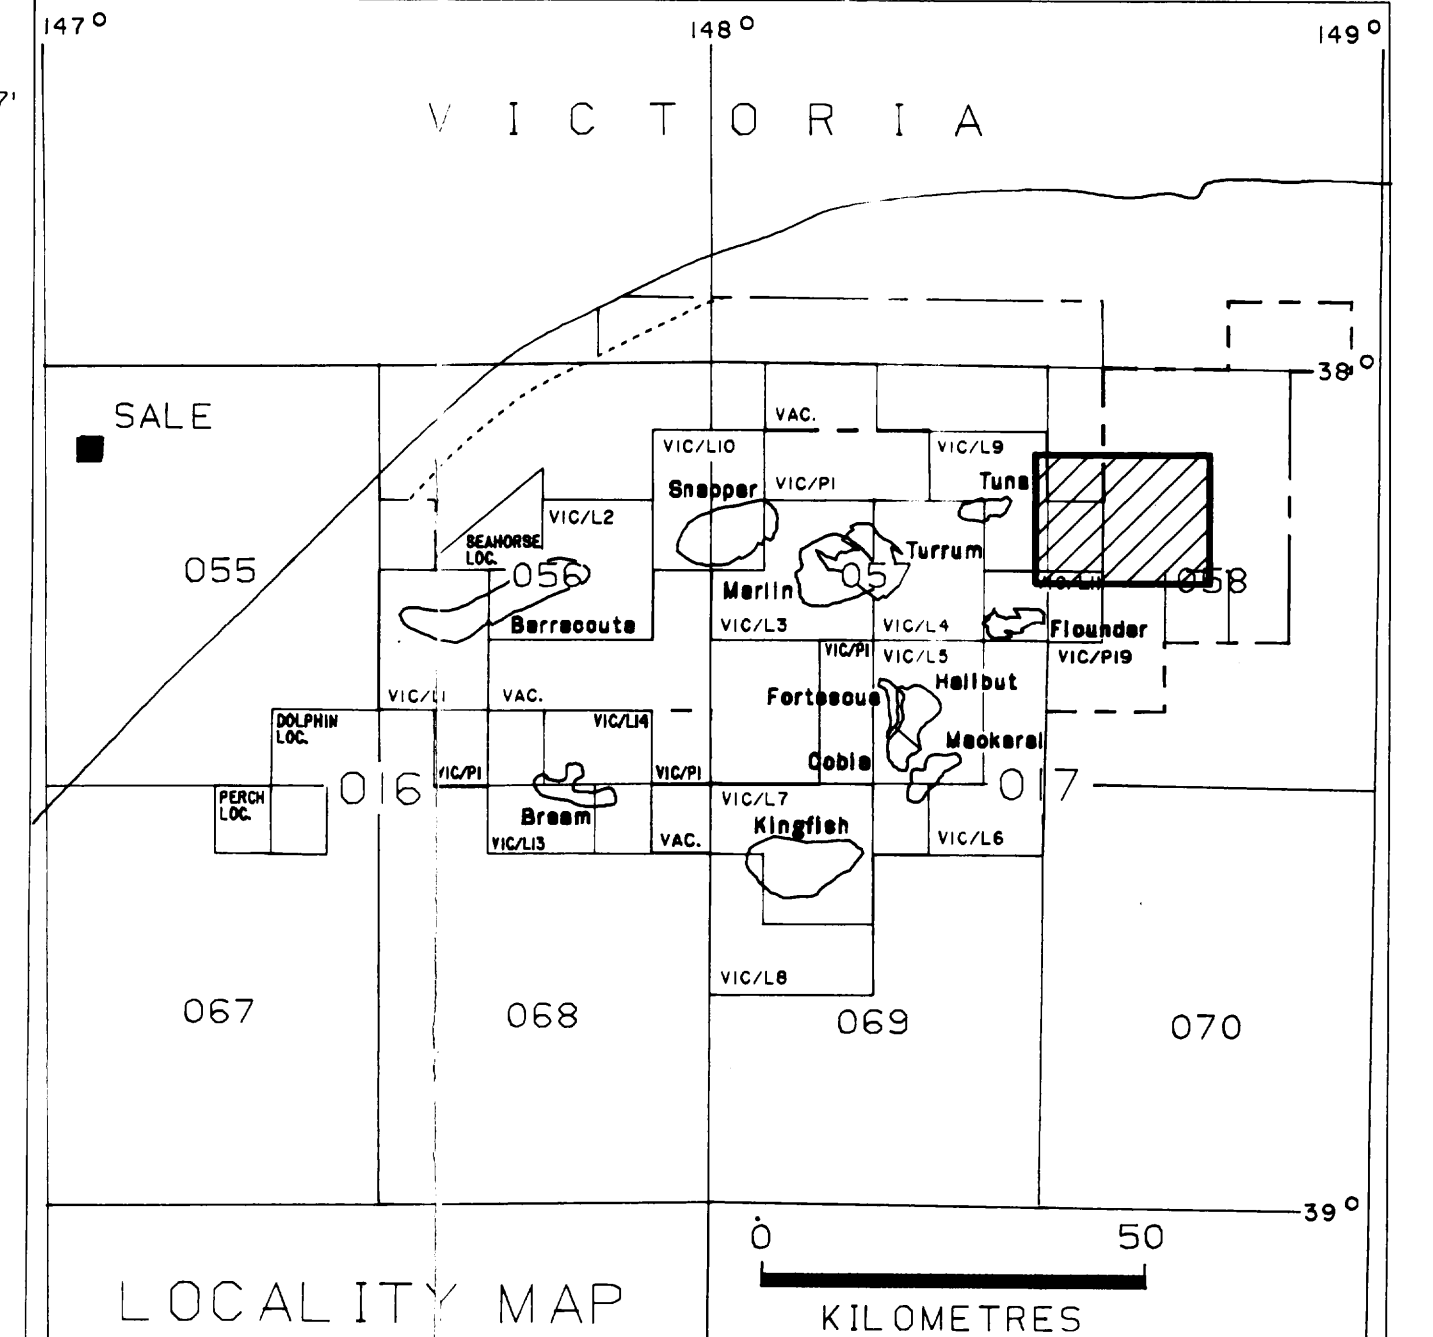 147° 148° 149°
7'
VICTORIA
38°
SALE
VAC.
VIC/L10
VIC/L9
Snapper
VIC/P1
Tuna
VIC/L2
SEAHORSE
LOC.
Turrum
055
056
05
058
Marlin
Barracouta
VIC/L3
VIC/L4
Flounder
VIC/P1
VIC/L5
VIC/P19
Halibut
VIC/L1
VAC.
Fortescue
DOLPHIN
LOC.
VIC/L14
Mackerel
Cobia
VIC/P1
VIC/P1
016
017
PERCH
LOC.
VIC/L7
Bream
Kingfish
VIC/L13
VAC.
VIC/L6
VIC/L8
067
068
069
070
39°
0 50
LOCALITY MAP
KILOMETRES